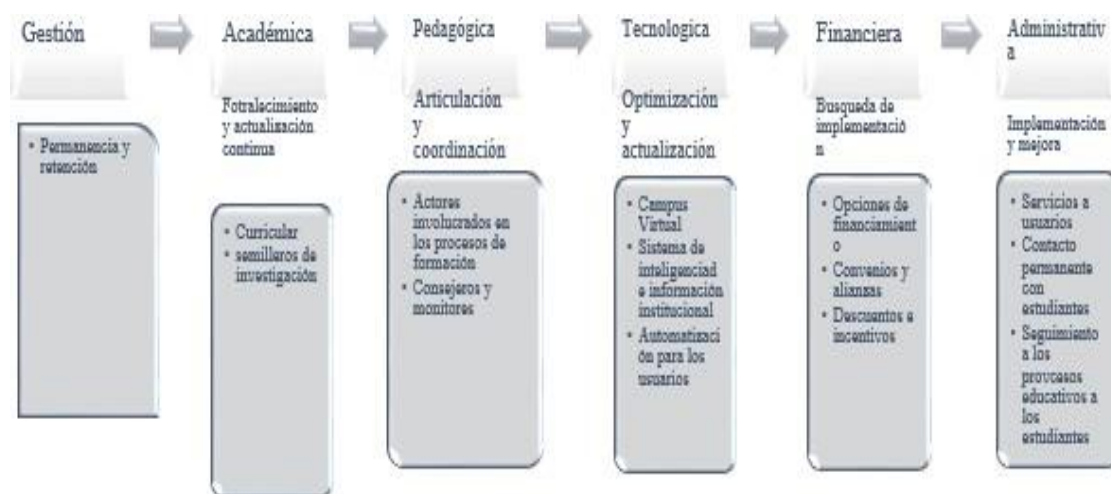 Gestión
• Permanencia y
retención
Académica
Fotralecimiento
y actualización
continua
• Curricular
• semilleros de
investigación
Pedagógica
Articulación
y
coordinación
• Actores
involucrados en
los procesos de
formación
• Consejeros y
monitores
Tecnologica
Optimización
y
actualización
• Campus
Virtual
• Sistema de
inteligenciad
e información
institucional
• Automatizaci
ón para los
usuarios
Financiera
Busqueda de
implementació
n
• Opciones de
financiamient
o
• Convenios y
alianzas
• Descuentos e
incentivos
Administrativ
a
Implementación
y mejora
• Servicios a
usuarios
• Contacto
permanente
con
estudiantes
• Seguimiento
a los
provcesos
educativos a
los
estudiantes